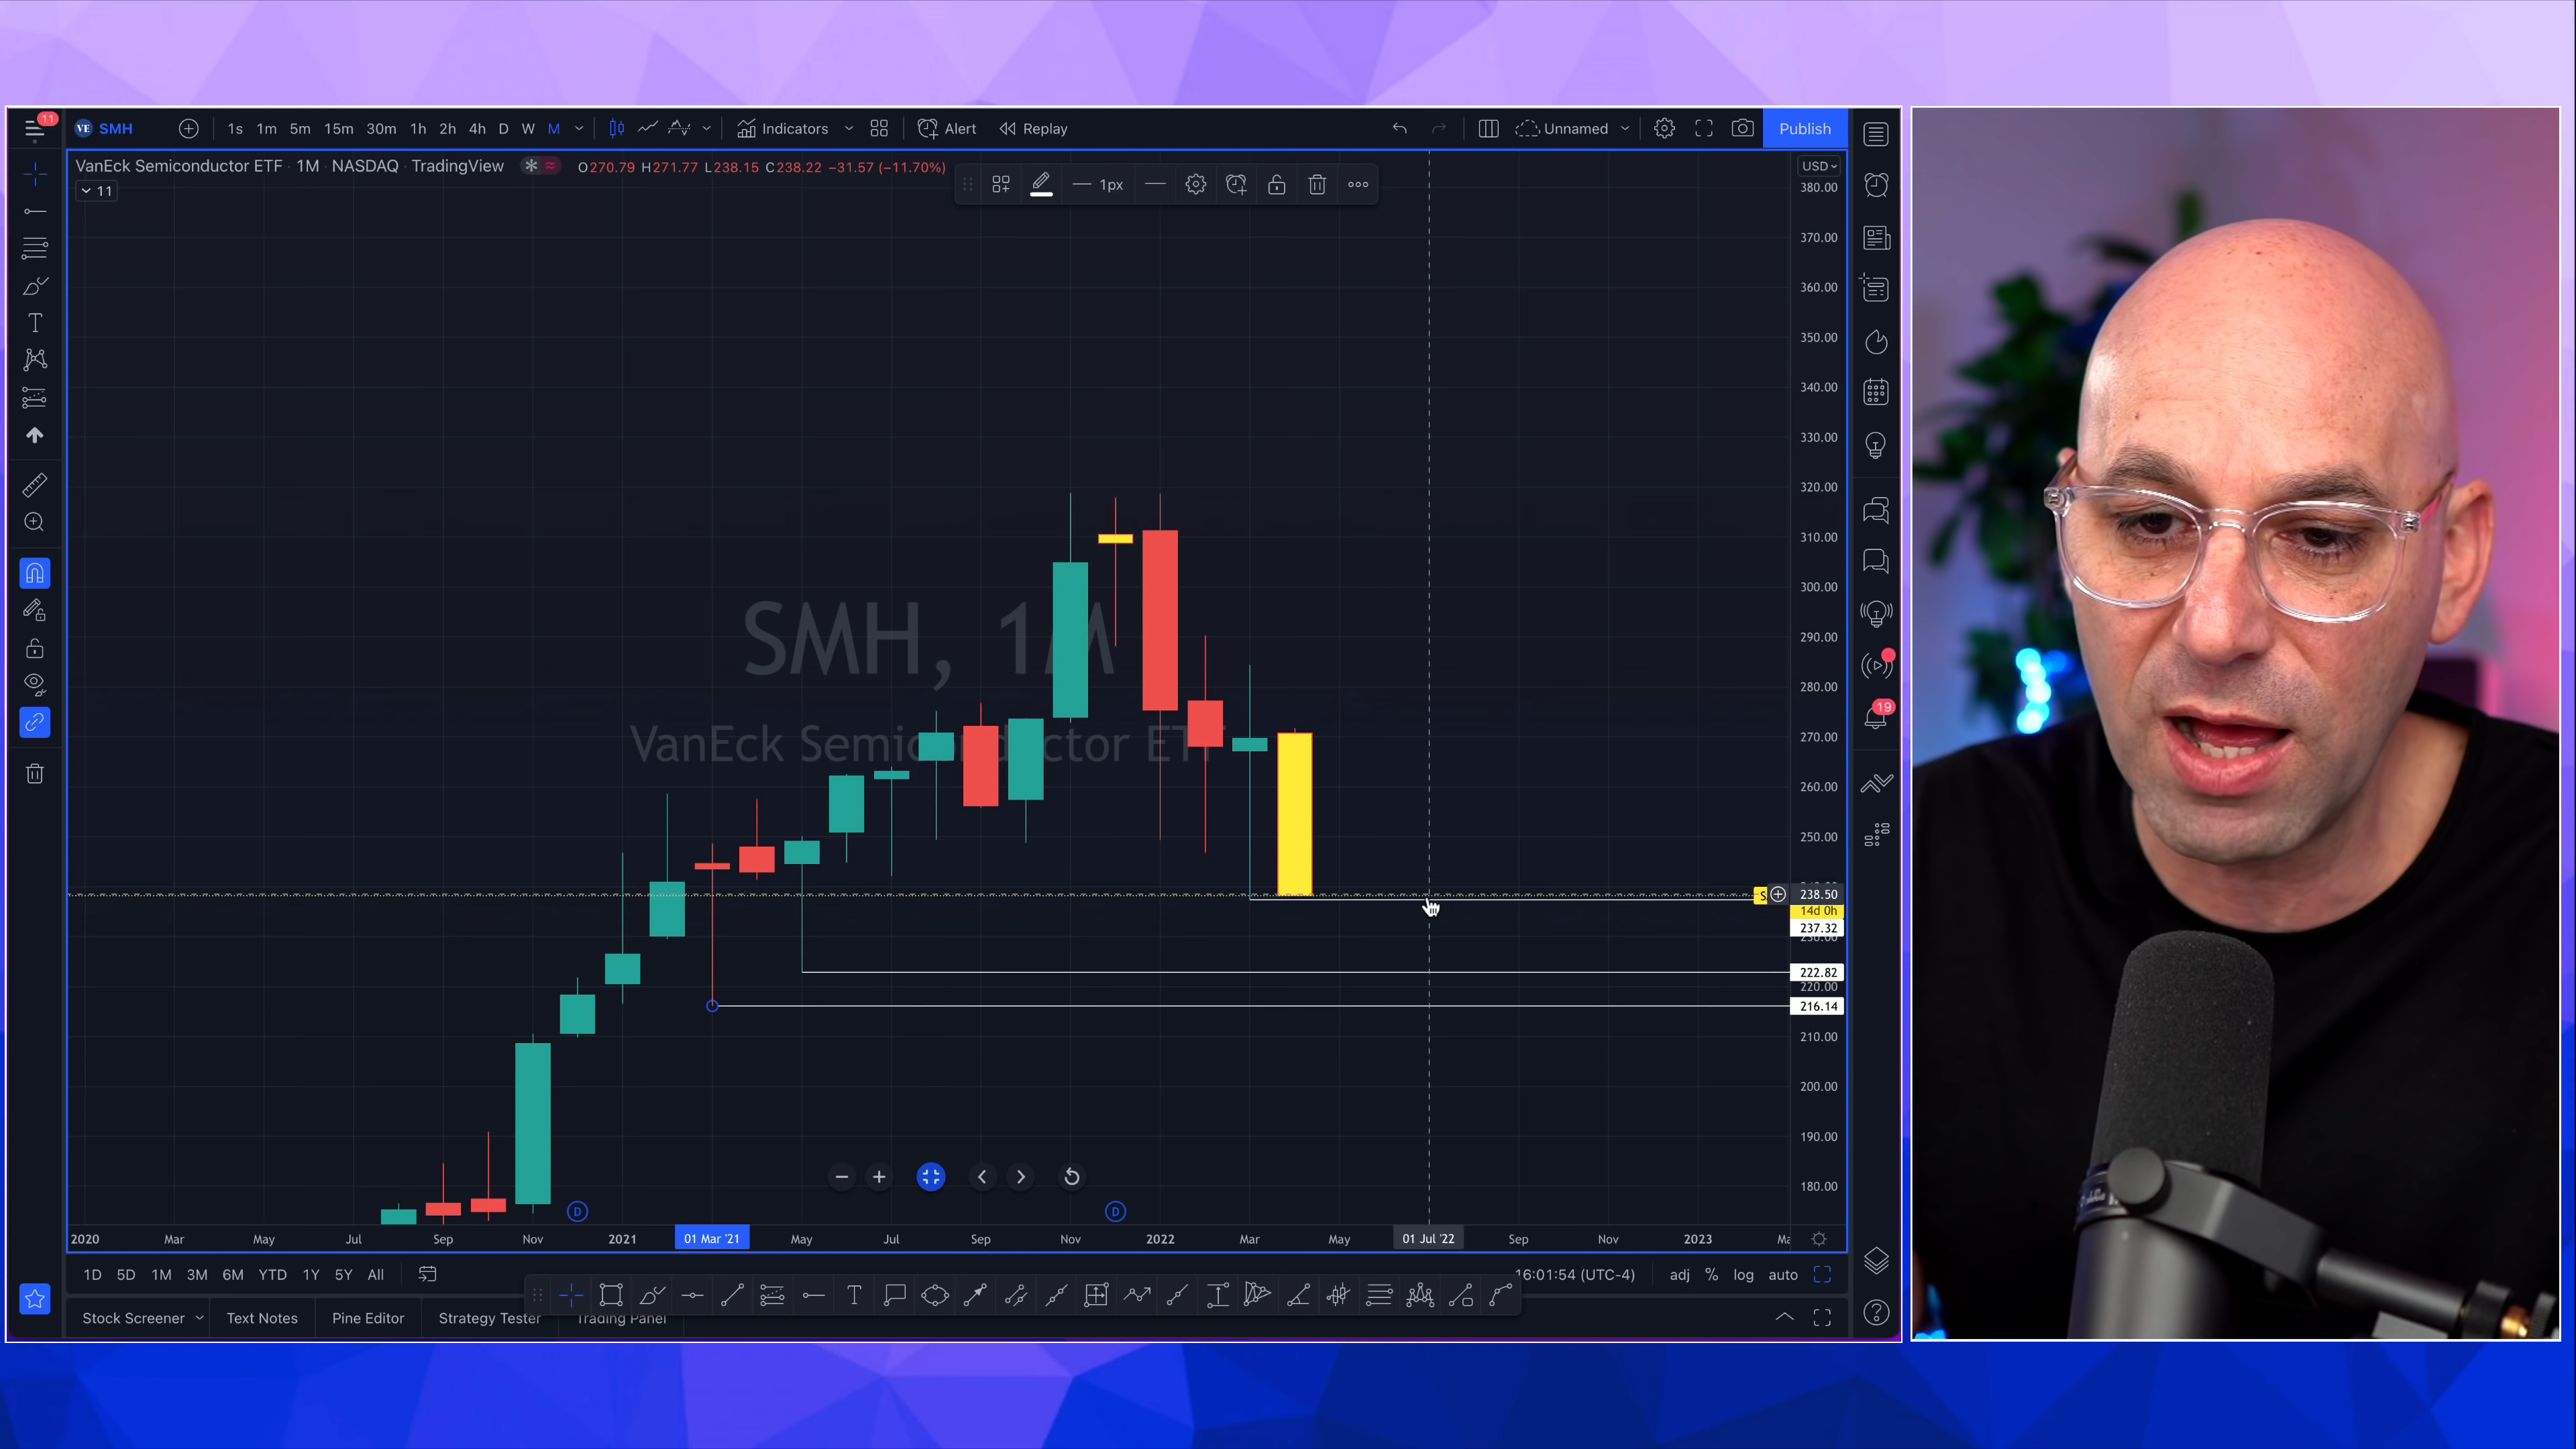 11
VE SMH 1s 1m 5m 15m 30m 1h 2h 4h D W M Indicators Alert Replay Unnamed Publish
VanEck Semiconductor ETF · 1M · NASDAQ · TradingView O270.79 H271.77 L238.15 C238.22 −31.57 (−11.70%)
1px
USD
11
380.00
370.00
360.00
350.00
340.00
330.00
320.00
310.00
300.00
290.00
280.00
270.00
260.00
250.00
238.50
14d 0h
237.32
230.00
222.82
220.00
216.14
210.00
200.00
190.00
180.00
SMH, 1M
VanEck Semiconductor ETF
19
D D
2020 Mar May Jul Sep Nov 2021 01 Mar '21 May Jul Sep Nov 2022 Mar May 01 Jul '22 Sep Nov 2023
1D 5D 1M 3M 6M YTD 1Y 5Y All 16:01:54 (UTC-4) adj % log auto
Stock Screener Text Notes Pine Editor Strategy Tester Trading Panel